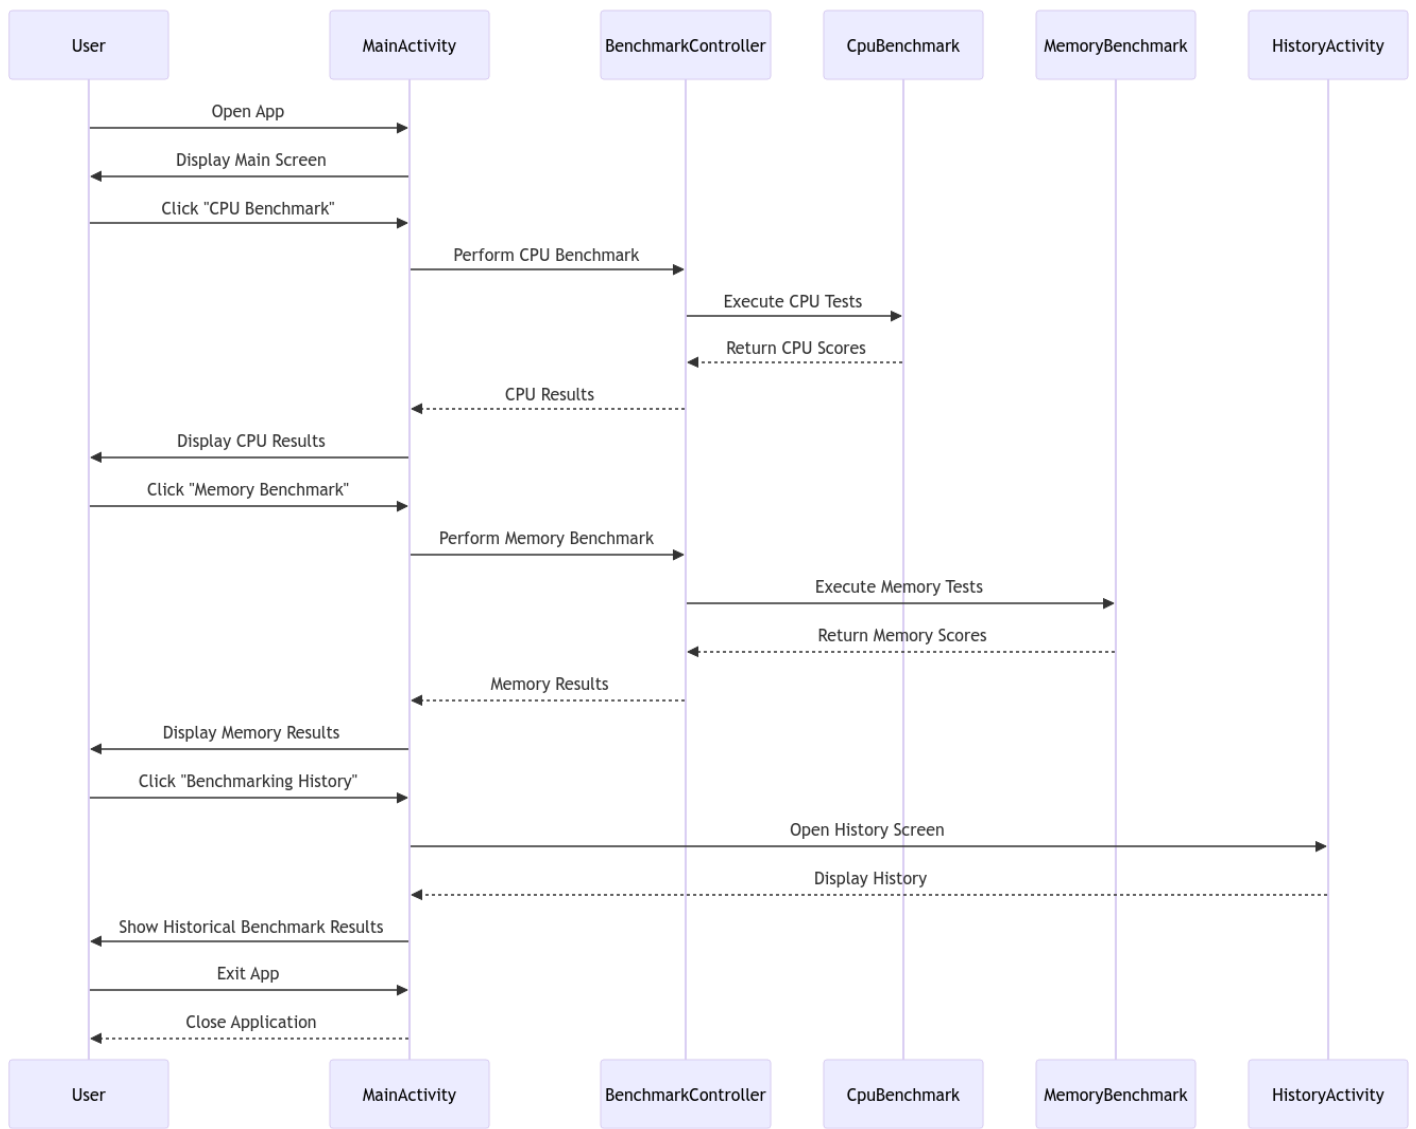 User
MainActivity
BenchmarkController
CpuBenchmark
MemoryBenchmark
HistoryActivity
Open App
Display Main Screen
Click "CPU Benchmark"
Perform CPU Benchmark
Execute CPU Tests
Return CPU Scores
CPU Results
Display CPU Results
Click "Memory Benchmark"
Perform Memory Benchmark
Execute Memory Tests
Return Memory Scores
Memory Results
Display Memory Results
Click "Benchmarking History"
Open History Screen
Display History
Show Historical Benchmark Results
Exit App
Close Application
User
MainActivity
BenchmarkController
CpuBenchmark
MemoryBenchmark
HistoryActivity